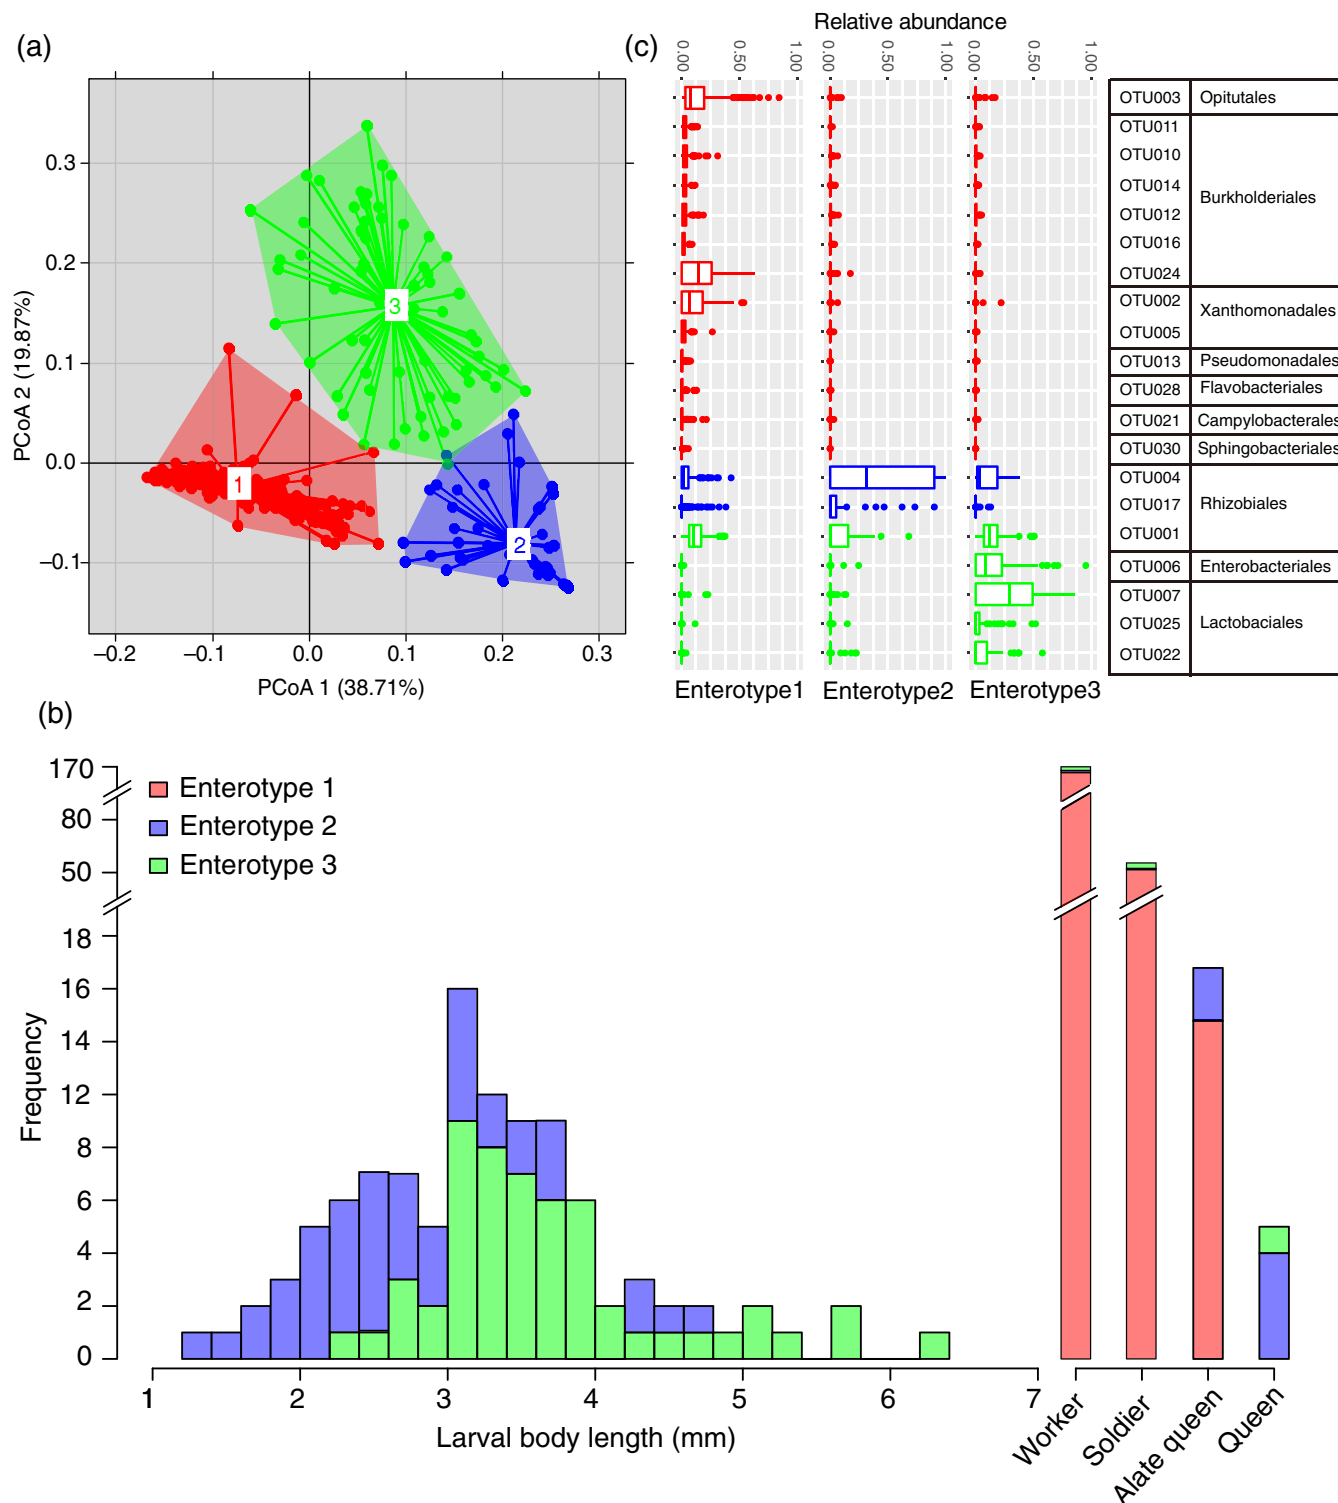 (a)
PCoA 2 (19.87%)
0.3
0.2
0.1
0.0
−0.1
−0.2
−0.1
0.0
0.1
0.2
0.3
PCoA 1 (38.71%)
1
2
3
(c)
Relative abundance
0.00
0.50
1.00
0.00
0.50
1.00
0.00
0.50
1.00
Enterotype1
Enterotype2
Enterotype3
OTU003 Opitutales
OTU011
OTU010
OTU014
Burkholderiales
OTU012
OTU016
OTU024
OTU002
Xanthomonadales
OTU005
OTU013 Pseudomonadales
OTU028 Flavobacteriales
OTU021 Campylobacterales
OTU030 Sphingobacteriales
OTU004
OTU017 Rhizobiales
OTU001
OTU006 Enterobacteriales
OTU007
OTU025 Lactobaciales
OTU022
(b)
Frequency
170
80
50
18
16
14
12
10
8
6
4
2
0
Enterotype 1
Enterotype 2
Enterotype 3
1
2
3
4
5
6
7
Larval body length (mm)
Worker
Soldier
Alate queen
Queen